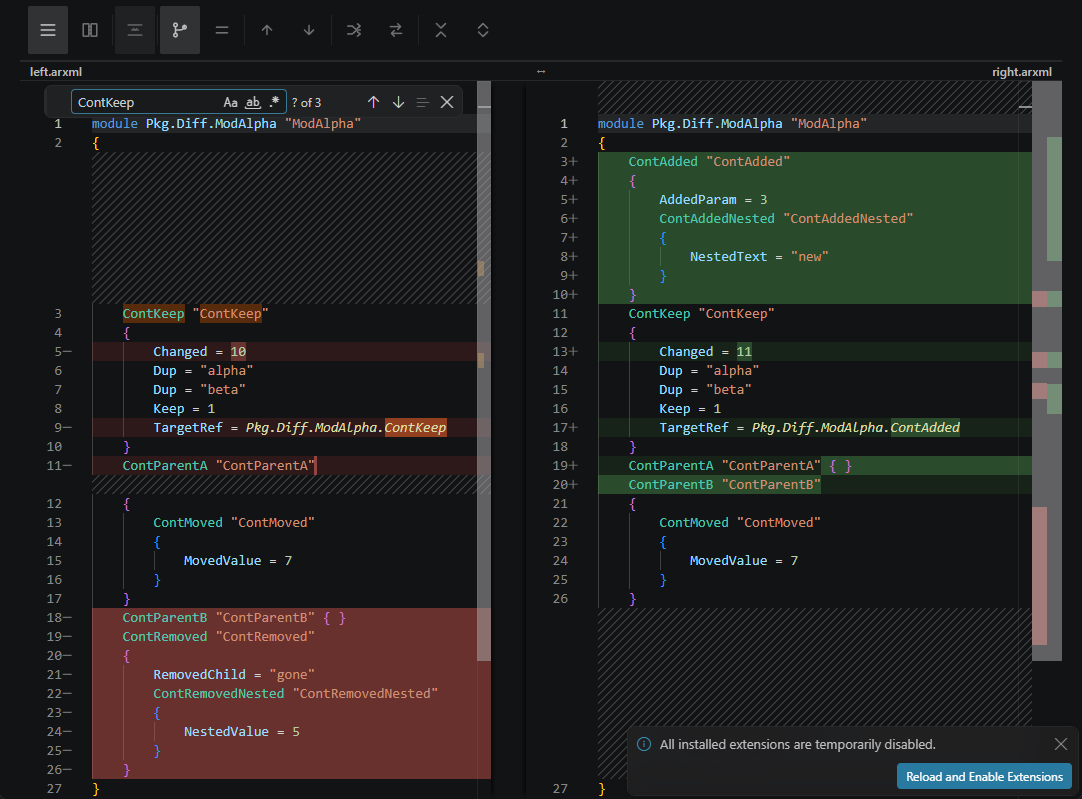 left.arxml
right.arxml
ContKeep Aa ab .* ? of 3
1 module Pkg.Diff.ModAlpha "ModAlpha"
2 {
3 ContKeep "ContKeep"
4 {
5− Changed = 10
6 Dup = "alpha"
7 Dup = "beta"
8 Keep = 1
9− TargetRef = Pkg.Diff.ModAlpha.ContKeep
10 }
11− ContParentA "ContParentA"
12 {
13 ContMoved "ContMoved"
14 {
15 MovedValue = 7
16 }
17 }
18− ContParentB "ContParentB" { }
19− ContRemoved "ContRemoved"
20− {
21− RemovedChild = "gone"
22− ContRemovedNested "ContRemovedNested"
23− {
24− NestedValue = 5
25− }
26− }
27 }
1 module Pkg.Diff.ModAlpha "ModAlpha"
2 {
3+ ContAdded "ContAdded"
4+ {
5+ AddedParam = 3
6+ ContAddedNested "ContAddedNested"
7+ {
8+ NestedText = "new"
9+ }
10+ }
11 ContKeep "ContKeep"
12 {
13+ Changed = 11
14 Dup = "alpha"
15 Dup = "beta"
16 Keep = 1
17+ TargetRef = Pkg.Diff.ModAlpha.ContAdded
18 }
19+ ContParentA "ContParentA" { }
20+ ContParentB "ContParentB"
21 {
22 ContMoved "ContMoved"
23 {
24 MovedValue = 7
25 }
26 }
27 }
All installed extensions are temporarily disabled.
Reload and Enable Extensions